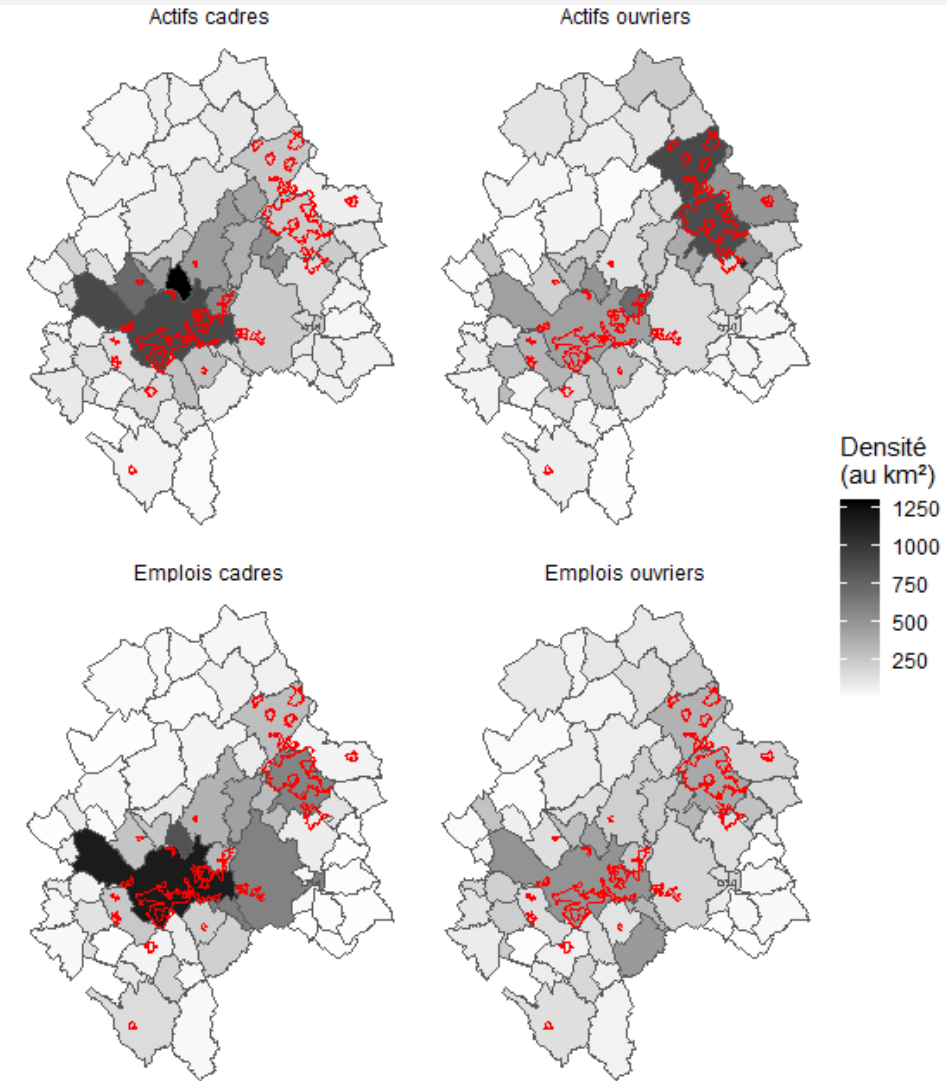 Actifs cadres
Actifs ouvriers
Densité
(au km²)
1250
1000
750
500
250
Emplois cadres
Emplois ouvriers